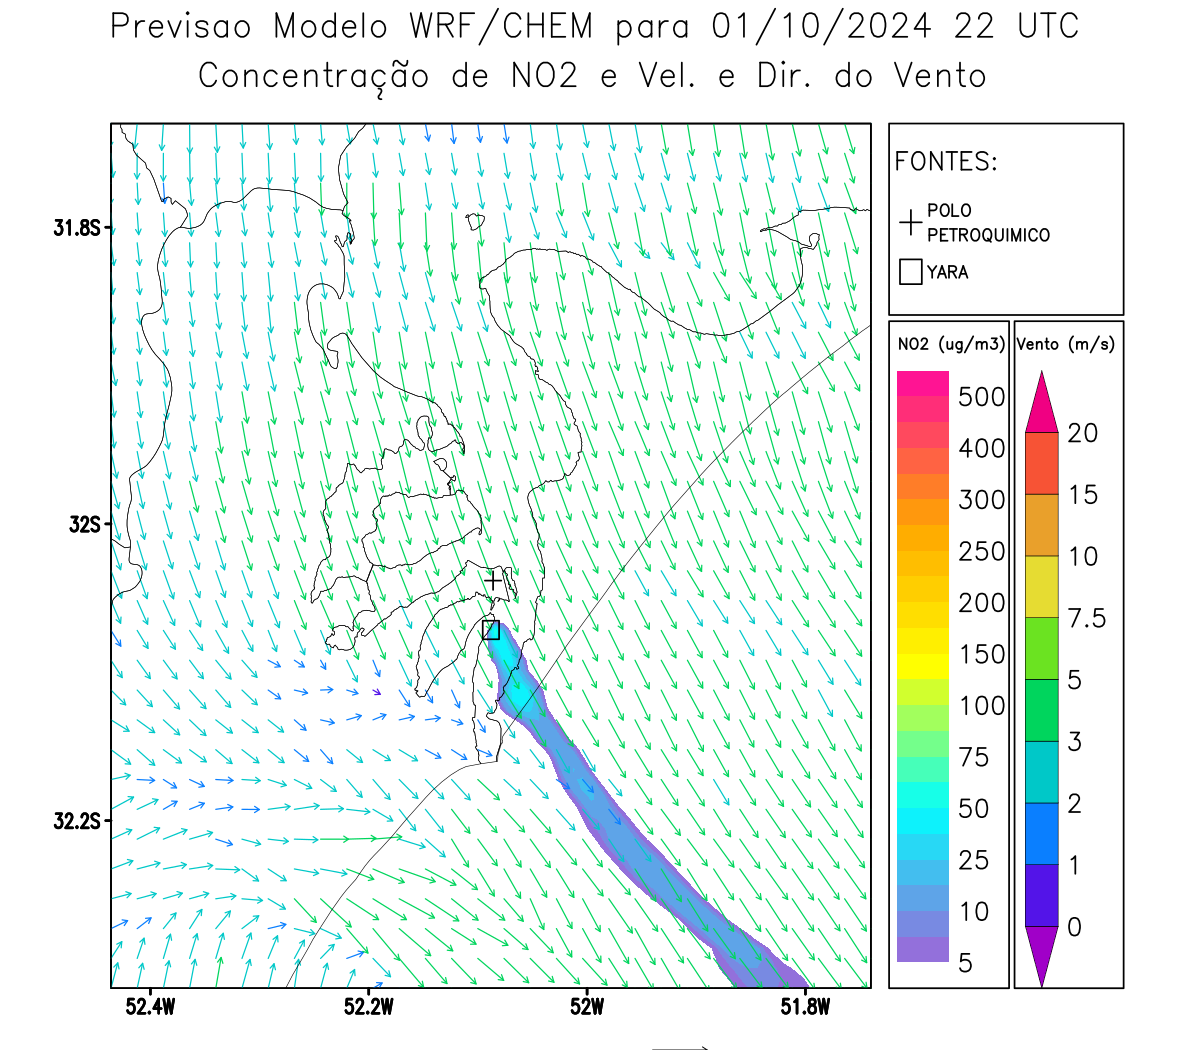 Previsao Modelo WRF/CHEM para 01/10/2024 22 UTC
Concentração de NO2 e Vel. e Dir. do Vento
FONTES:
POLO
PETROQUIMICO
YARA
31.8S
32S
32.2S
52.4W
52.2W
52W
51.8W
NO2 (ug/m3)
500
400
300
250
200
150
100
75
50
25
10
5
Vento (m/s)
20
15
10
7.5
5
3
2
1
0